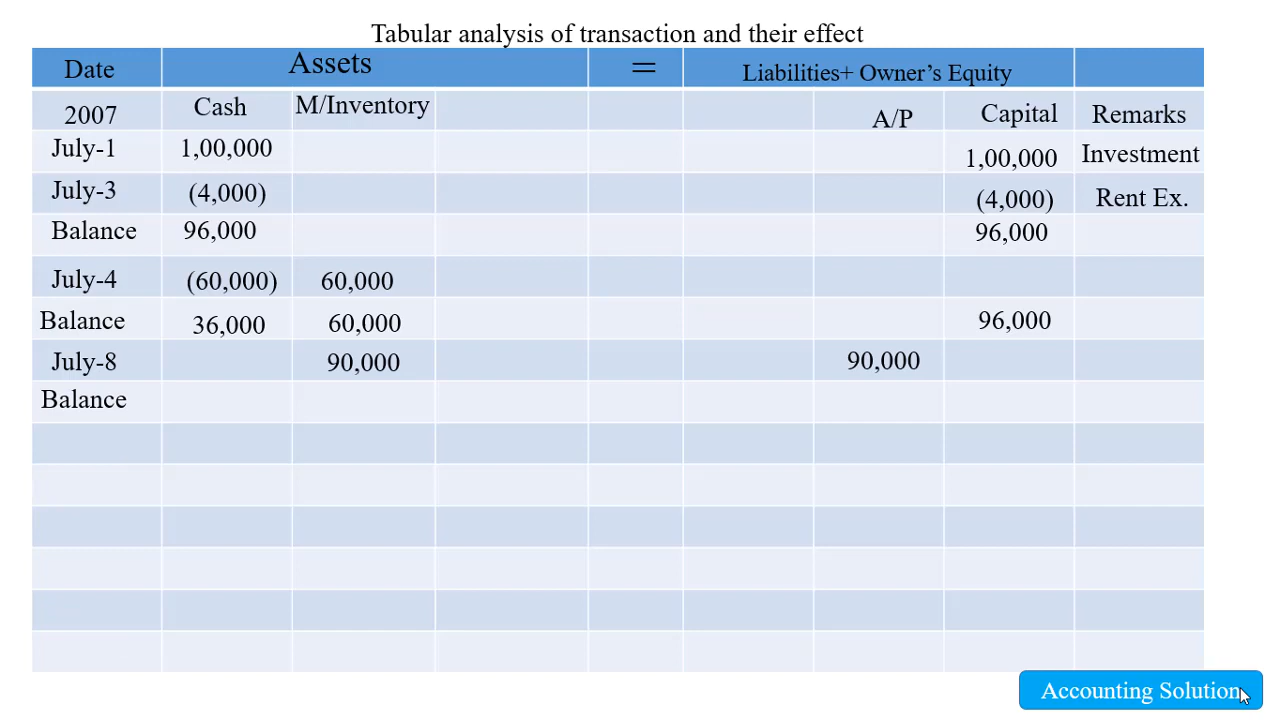 Tabular analysis of transaction and their effect
Date Assets = Liabilities+ Owner's Equity
2007 Cash M/Inventory A/P Capital Remarks
July-1 1,00,000 1,00,000 Investment
July-3 (4,000) (4,000) Rent Ex.
Balance 96,000 96,000
July-4 (60,000) 60,000
Balance 36,000 60,000 96,000
July-8 90,000 90,000
Balance
Accounting Solution